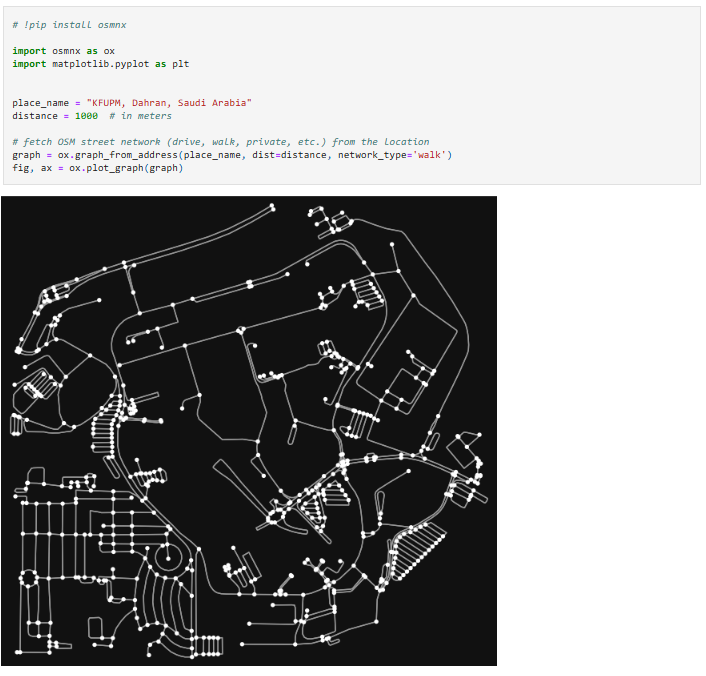 # !pip install osmnx
import osmnx as ox
import matplotlib.pyplot as plt
place_name = "KFUPM, Dahran, Saudi Arabia"
distance = 1000  # in meters
# fetch OSM street network (drive, walk, private, etc.) from the Location
graph = ox.graph_from_address(place_name, dist=distance, network_type='walk')
fig, ax = ox.plot_graph(graph)